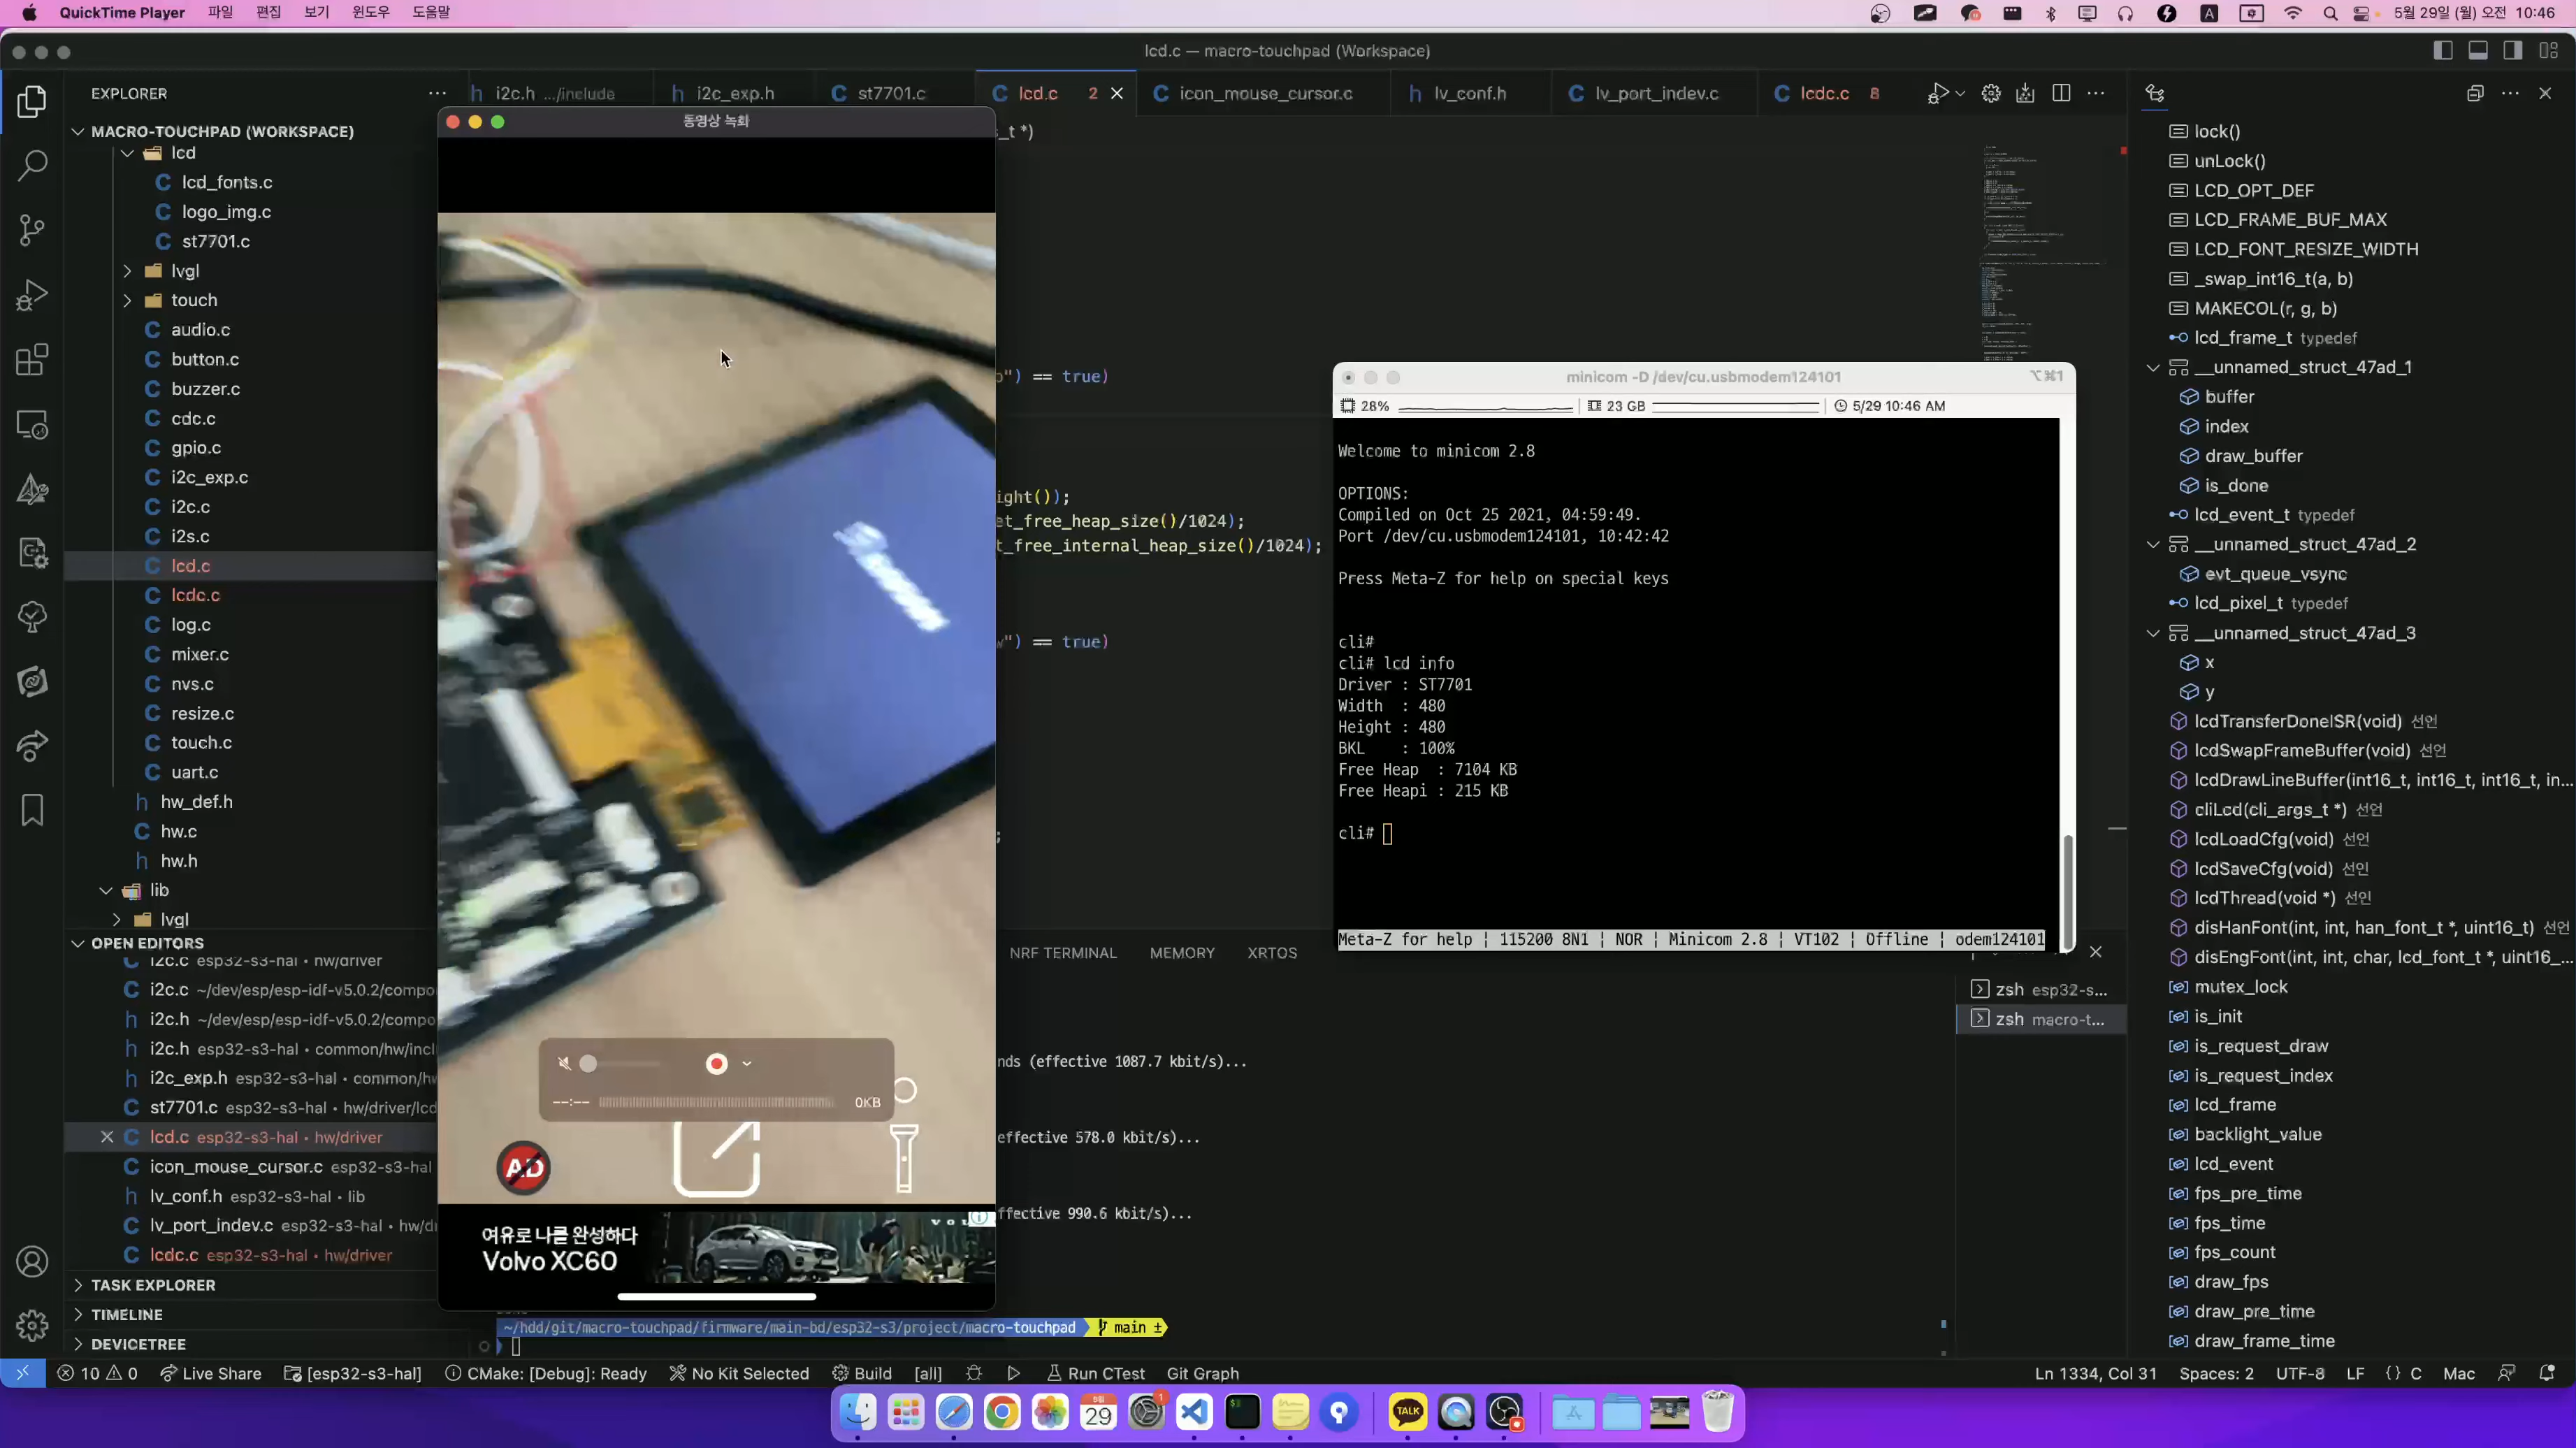 QuickTime Player 파일 편집 보기 윈도우 도움말
A 5월 29일 (월) 오전 10:46
lcd.c — macro-touchpad (Workspace)
EXPLORER
i2c.h .../include
i2c_exp.h
st7701.c
lcd.c 2
icon_mouse_cursor.c
lv_conf.h
lv_port_indev.c
lcdc.c 8
MACRO-TOUCHPAD (WORKSPACE)
lcd
lcd_fonts.c
logo_img.c
st7701.c
lvgl
touch
audio.c
button.c
buzzer.c
cdc.c
gpio.c
i2c_exp.c
i2c.c
i2s.c
lcd.c
lcdc.c
log.c
mixer.c
nvs.c
resize.c
touch.c
uart.c
hw_def.h
hw.c
hw.h
lib
lvgl
OPEN EDITORS
i2c.c esp32-s3-hal • hw/driver
i2c.c ~/dev/esp/esp-idf-v5.0.2/compo
i2c.h ~/dev/esp/esp-idf-v5.0.2/compo
i2c.h esp32-s3-hal • common/hw/incl
i2c_exp.h esp32-s3-hal • common/hw
st7701.c esp32-s3-hal • hw/driver/lcd
lcd.c esp32-s3-hal • hw/driver
icon_mouse_cursor.c esp32-s3-hal
lv_conf.h esp32-s3-hal • lib
lv_port_indev.c esp32-s3-hal • hw/d
lcdc.c esp32-s3-hal • hw/driver
TASK EXPLORER
TIMELINE
DEVICETREE
동영상 녹화
--:-- 0KB
AD
여유로 나를 완성하다
Volvo XC60
_t *)
") == true)
ight());
et_free_heap_size()/1024);
t_free_internal_heap_size()/1024);
") == true)
;
minicom -D /dev/cu.usbmodem124101 ⌥⌘1
28% 23 GB 5/29 10:46 AM
Welcome to minicom 2.8
OPTIONS:
Compiled on Oct 25 2021, 04:59:49.
Port /dev/cu.usbmodem124101, 10:42:42
Press Meta-Z for help on special keys
cli#
cli# lcd info
Driver : ST7701
Width  : 480
Height : 480
BKL    : 100%
Free Heap  : 7104 KB
Free Heapi : 215 KB
cli#
Meta-Z for help | 115200 8N1 | NOR | Minicom 2.8 | VT102 | Offline | odem124101
NRF TERMINAL MEMORY XRTOS
zsh esp32-s...
zsh macro-t...
nds (effective 1087.7 kbit/s)...
effective 578.0 kbit/s)...
ffective 990.6 kbit/s)...
~/hdd/git/macro-touchpad/firmware/main-bd/esp32-s3/project/macro-touchpad main ±
lock()
unLock()
LCD_OPT_DEF
LCD_FRAME_BUF_MAX
LCD_FONT_RESIZE_WIDTH
_swap_int16_t(a, b)
MAKECOL(r, g, b)
lcd_frame_t typedef
__unnamed_struct_47ad_1
buffer
index
draw_buffer
is_done
lcd_event_t typedef
__unnamed_struct_47ad_2
evt_queue_vsync
lcd_pixel_t typedef
__unnamed_struct_47ad_3
x
y
lcdTransferDoneISR(void) 선언
lcdSwapFrameBuffer(void) 선언
lcdDrawLineBuffer(int16_t, int16_t, int16_t, in...
cliLcd(cli_args_t *) 선언
lcdLoadCfg(void) 선언
lcdSaveCfg(void) 선언
lcdThread(void *) 선언
disHanFont(int, int, han_font_t *, uint16_t) 선언
disEngFont(int, int, char, lcd_font_t *, uint16_...
mutex_lock
is_init
is_request_draw
is_request_index
lcd_frame
backlight_value
lcd_event
fps_pre_time
fps_time
fps_count
draw_fps
draw_pre_time
draw_frame_time
10 0 Live Share [esp32-s3-hal] CMake: [Debug]: Ready No Kit Selected Build [all] Run CTest Git Graph
Ln 1334, Col 31 Spaces: 2 UTF-8 LF {} C Mac
29 1 TALK